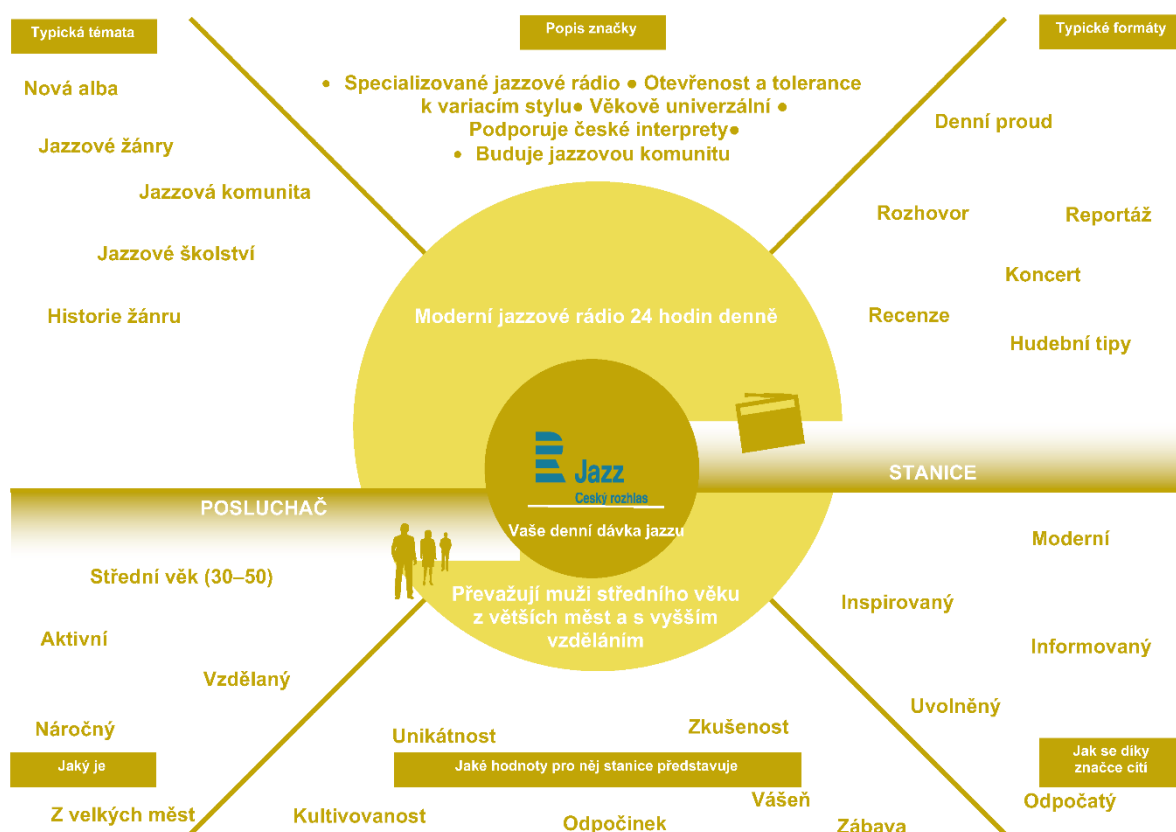 Typická témata
Nová alba
Jazzové žánry
Jazzová komunita
Jazzové školství
Historie žánru
Popis značky
• Specializované jazzové rádio ● Otevřenost a tolerance
k variacím stylu● Věkově univerzální ●
Podporuje české interprety●
• Buduje jazzovou komunitu
Typické formáty
Denní proud
Rozhovor
Reportáž
Koncert
Recenze
Hudební tipy
Moderní jazzové rádio 24 hodin denně
STANICE
Jazz
Český rozhlas
Vaše denní dávka jazzu
POSLUCHAČ
Převažují muži středního věku
z větších měst a s vyšším
vzděláním
Střední věk (30–50)
Aktivní
Vzdělaný
Náročný
Jaký je
Z velkých měst
Unikátnost
Zkušenost
Jaké hodnoty pro něj stanice představuje
Kultivovanost
Odpočinek
Vášeň
Zábava
Moderní
Inspirovaný
Informovaný
Uvolněný
Jak se díky
značce cítí
Odpočatý